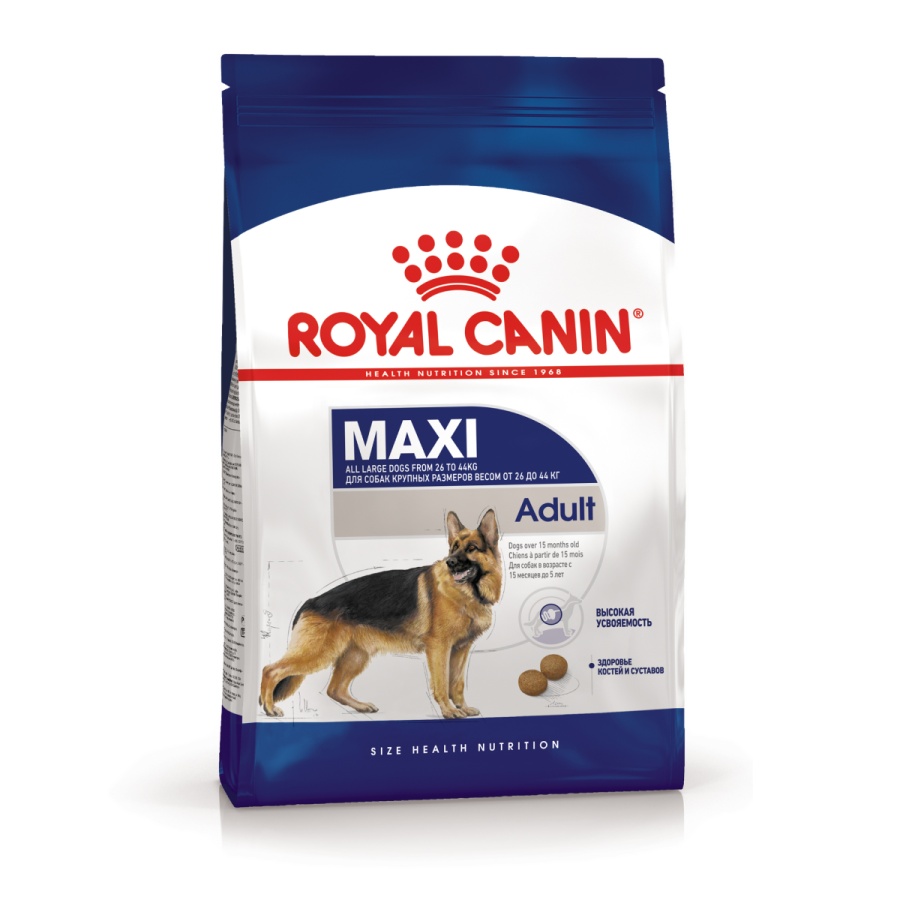 ROYAL CANIN®
HEALTH NUTRITION SINCE 1968
MAXI
ALL LARGE DOGS FROM 26 TO 44KG
ДЛЯ СОБАК КРУПНЫХ РАЗМЕРОВ ВЕСОМ ОТ 26 ДО 44 КГ
Adult
Dogs over 15 months old
Chiens à partir de 15 mois
Для собак в возрасте с
15 месяцев до 5 лет
ВЫСОКАЯ
УСВОЯЕМОСТЬ
ЗДОРОВЬЕ
КОСТЕЙ И СУСТАВОВ
SIZE HEALTH NUTRITION